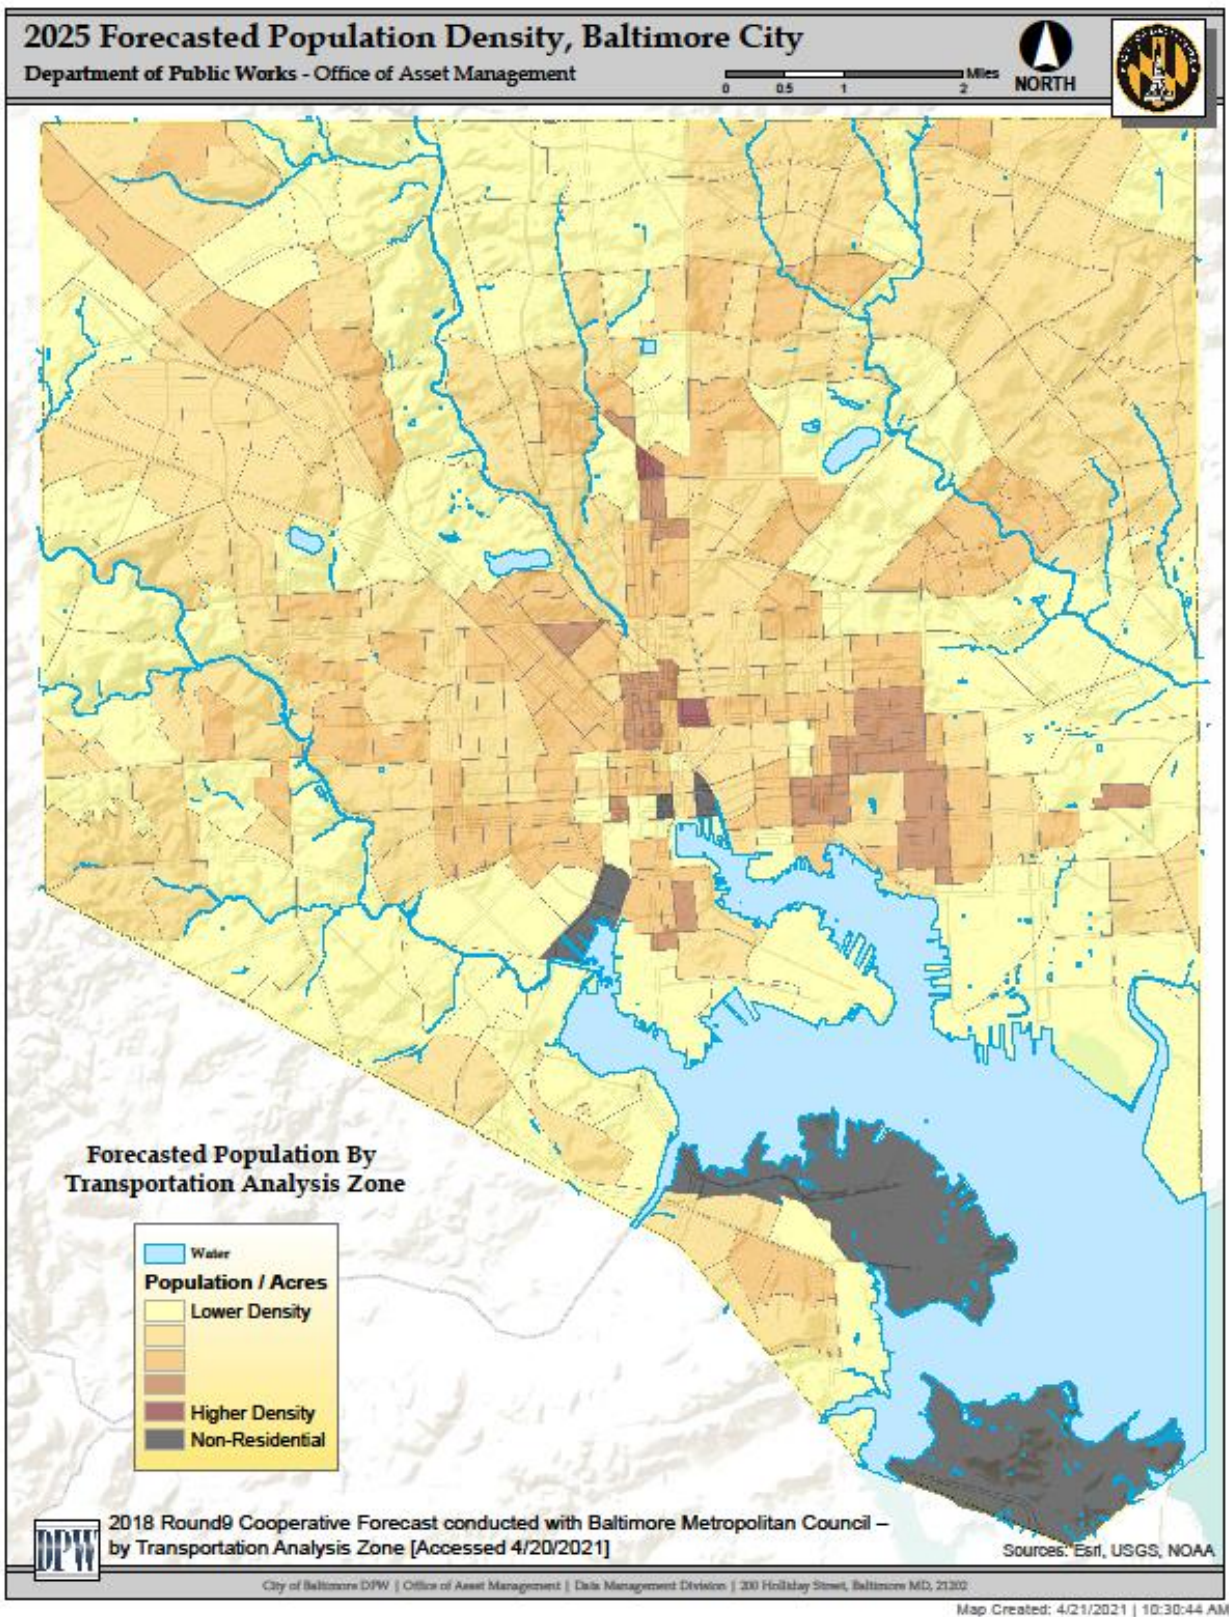 2025 Forecasted Population Density, Baltimore City
Department of Public Works - Office of Asset Management
Miles
0 0.5 1 2
NORTH
Forecasted Population By
Transportation Analysis Zone
Water
Population / Acres
Lower Density
Higher Density
Non-Residential
DPW
2018 Round9 Cooperative Forecast conducted with Baltimore Metropolitan Council –
by Transportation Analysis Zone [Accessed 4/20/2021]
Sources: Esri, USGS, NOAA
City of Baltimore DPW | Office of Asset Management | Data Management Division | 200 Holliday Street, Baltimore MD, 21202
Map Created: 4/21/2021 | 10:30:44 AM